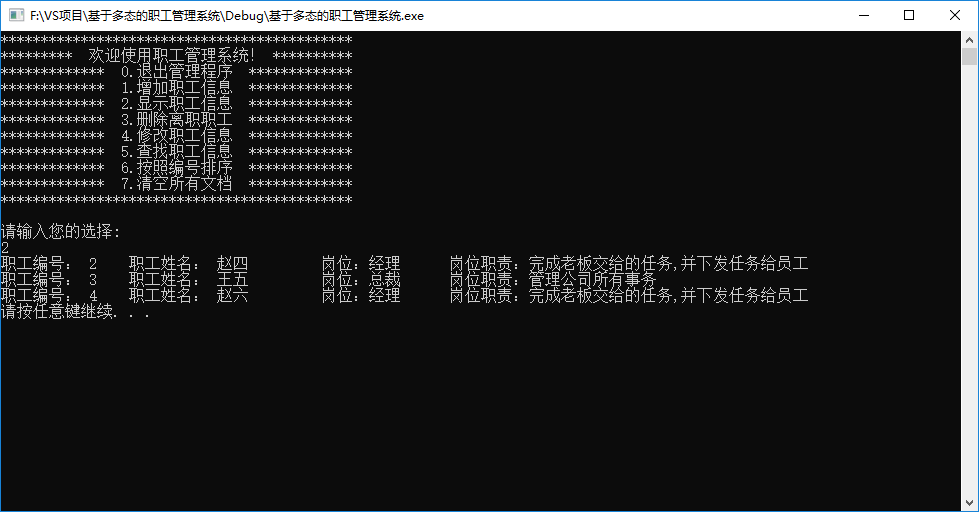 F:\VS项目\基于多态的职工管理系统\Debug\基于多态的职工管理系统.exe
********************************************
*********  欢迎使用职工管理系统!  **********
*************  0.退出管理程序  *************
*************  1.增加职工信息  *************
*************  2.显示职工信息  *************
*************  3.删除离职职工  *************
*************  4.修改职工信息  *************
*************  5.查找职工信息  *************
*************  6.按照编号排序  *************
*************  7.清空所有文档  *************
********************************************
请输入您的选择:
2
职工编号： 2    职工姓名： 赵四         岗位：经理      岗位职责：完成老板交给的任务,并下发任务给员工
职工编号： 3    职工姓名： 王五         岗位：总裁      岗位职责：管理公司所有事务
职工编号： 4    职工姓名： 赵六         岗位：经理      岗位职责：完成老板交给的任务,并下发任务给员工
请按任意键继续. . .